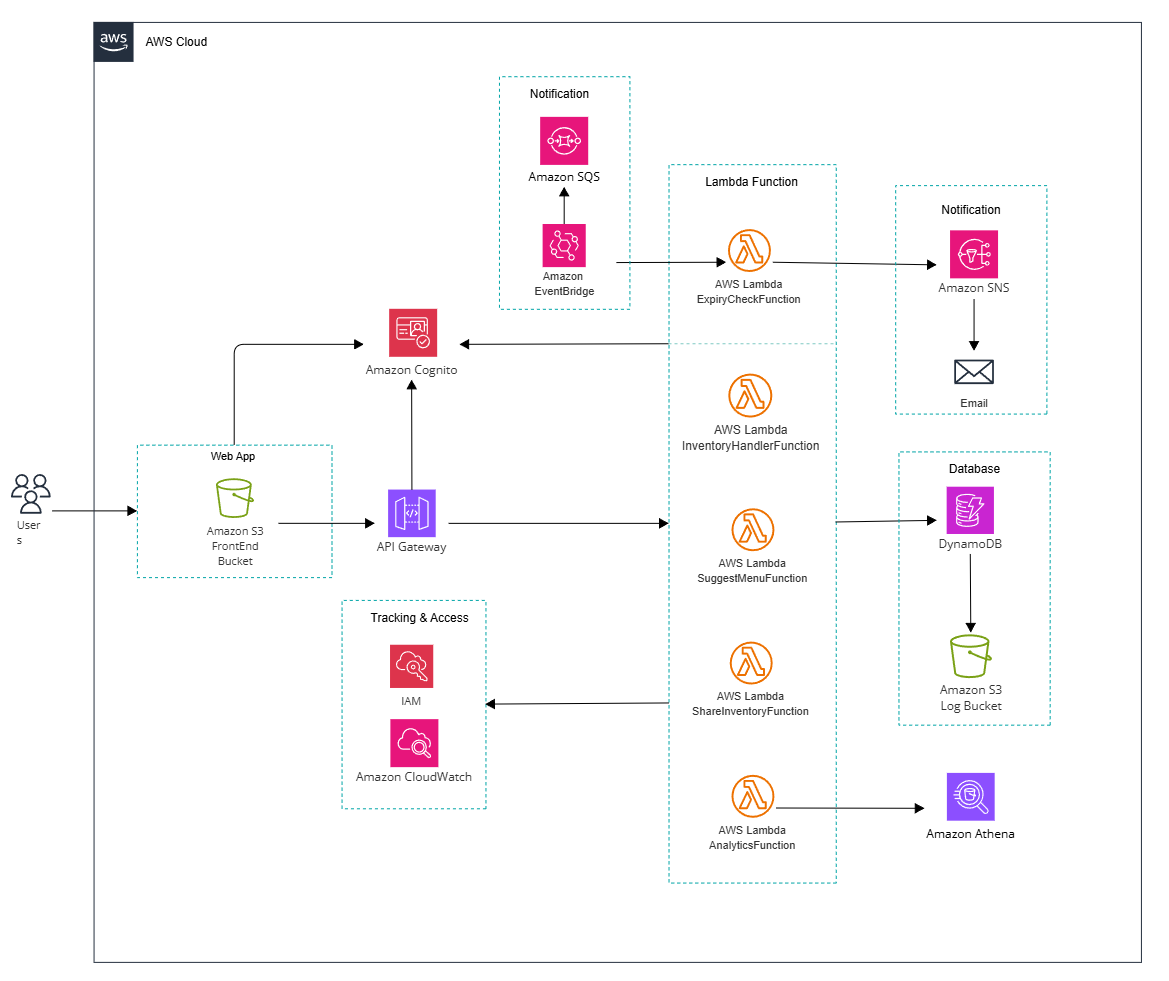 aws
AWS Cloud
Notification
Amazon SQS
Amazon
EventBridge
Lambda Function
AWS Lambda
ExpiryCheckFunction
Notification
Amazon SNS
Email
Amazon Cognito
AWS Lambda
InventoryHandlerFunction
Web App
Amazon S3
FrontEnd
Bucket
User
s
API Gateway
AWS Lambda
SuggestMenuFunction
Database
DynamoDB
Amazon S3
Log Bucket
Tracking & Access
IAM
Amazon CloudWatch
AWS Lambda
ShareInventoryFunction
AWS Lambda
AnalyticsFunction
Amazon Athena